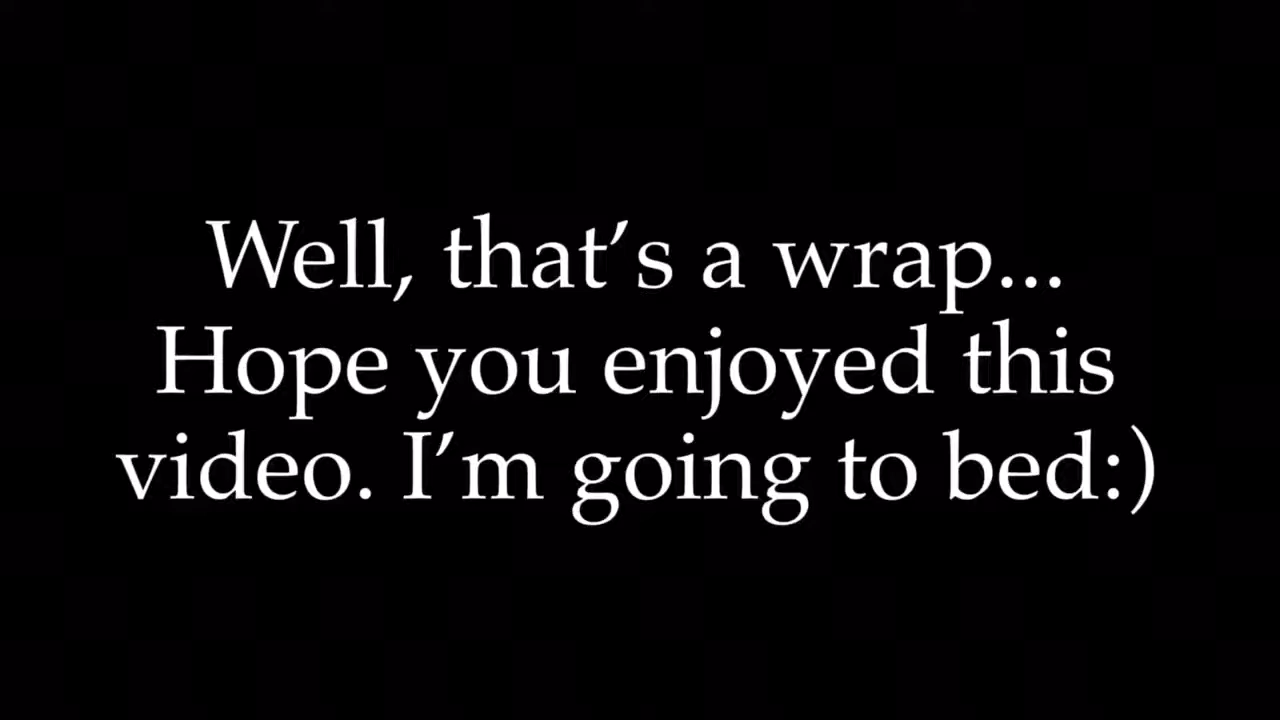 Well, that’s a wrap...
Hope you enjoyed this
video. I’m going to bed:)